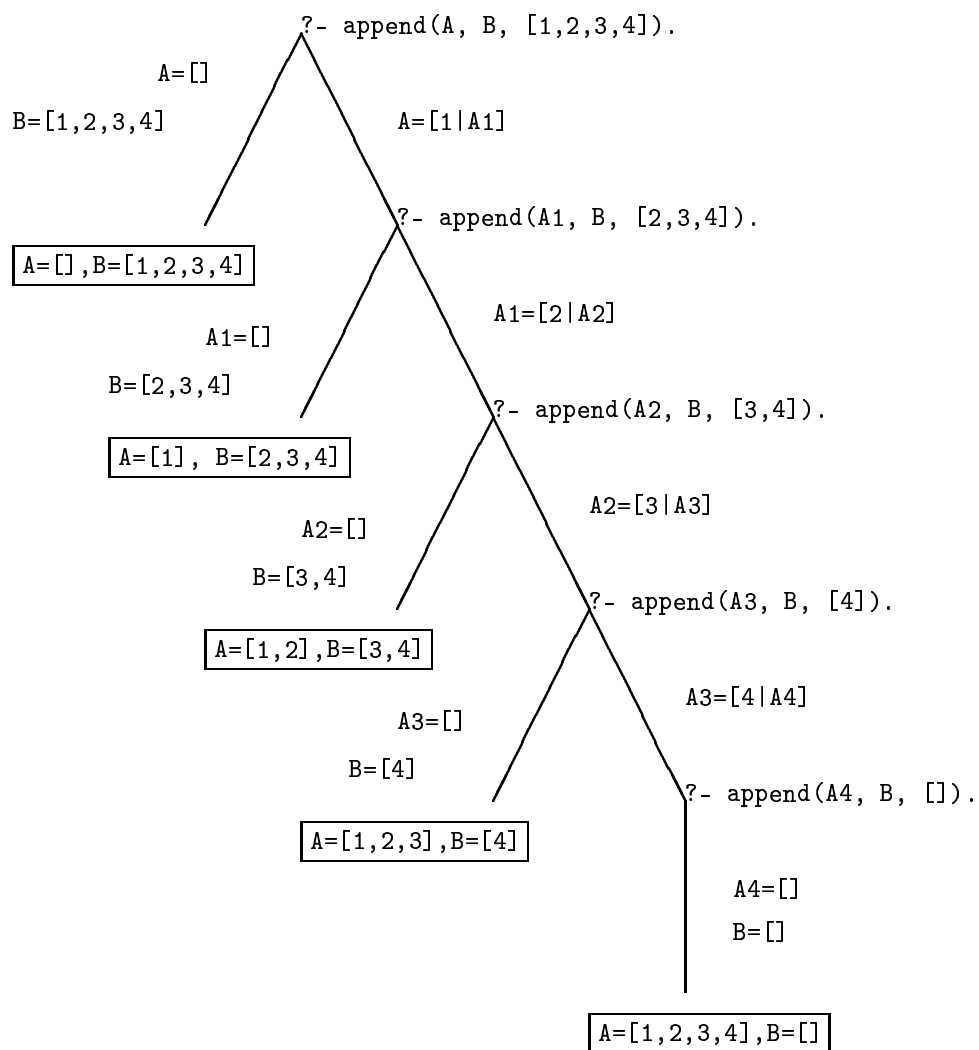 ?- append(A, B, [1,2,3,4]).
A=[]
B=[1,2,3,4]
A=[1|A1]
?- append(A1, B, [2,3,4]).
A=[],B=[1,2,3,4]
A1=[2|A2]
A1=[]
B=[2,3,4]
?- append(A2, B, [3,4]).
A=[1], B=[2,3,4]
A2=[3|A3]
A2=[]
B=[3,4]
?- append(A3, B, [4]).
A=[1,2],B=[3,4]
A3=[4|A4]
A3=[]
B=[4]
?- append(A4, B, []).
A=[1,2,3],B=[4]
A4=[]
B=[]
A=[1,2,3,4],B=[]